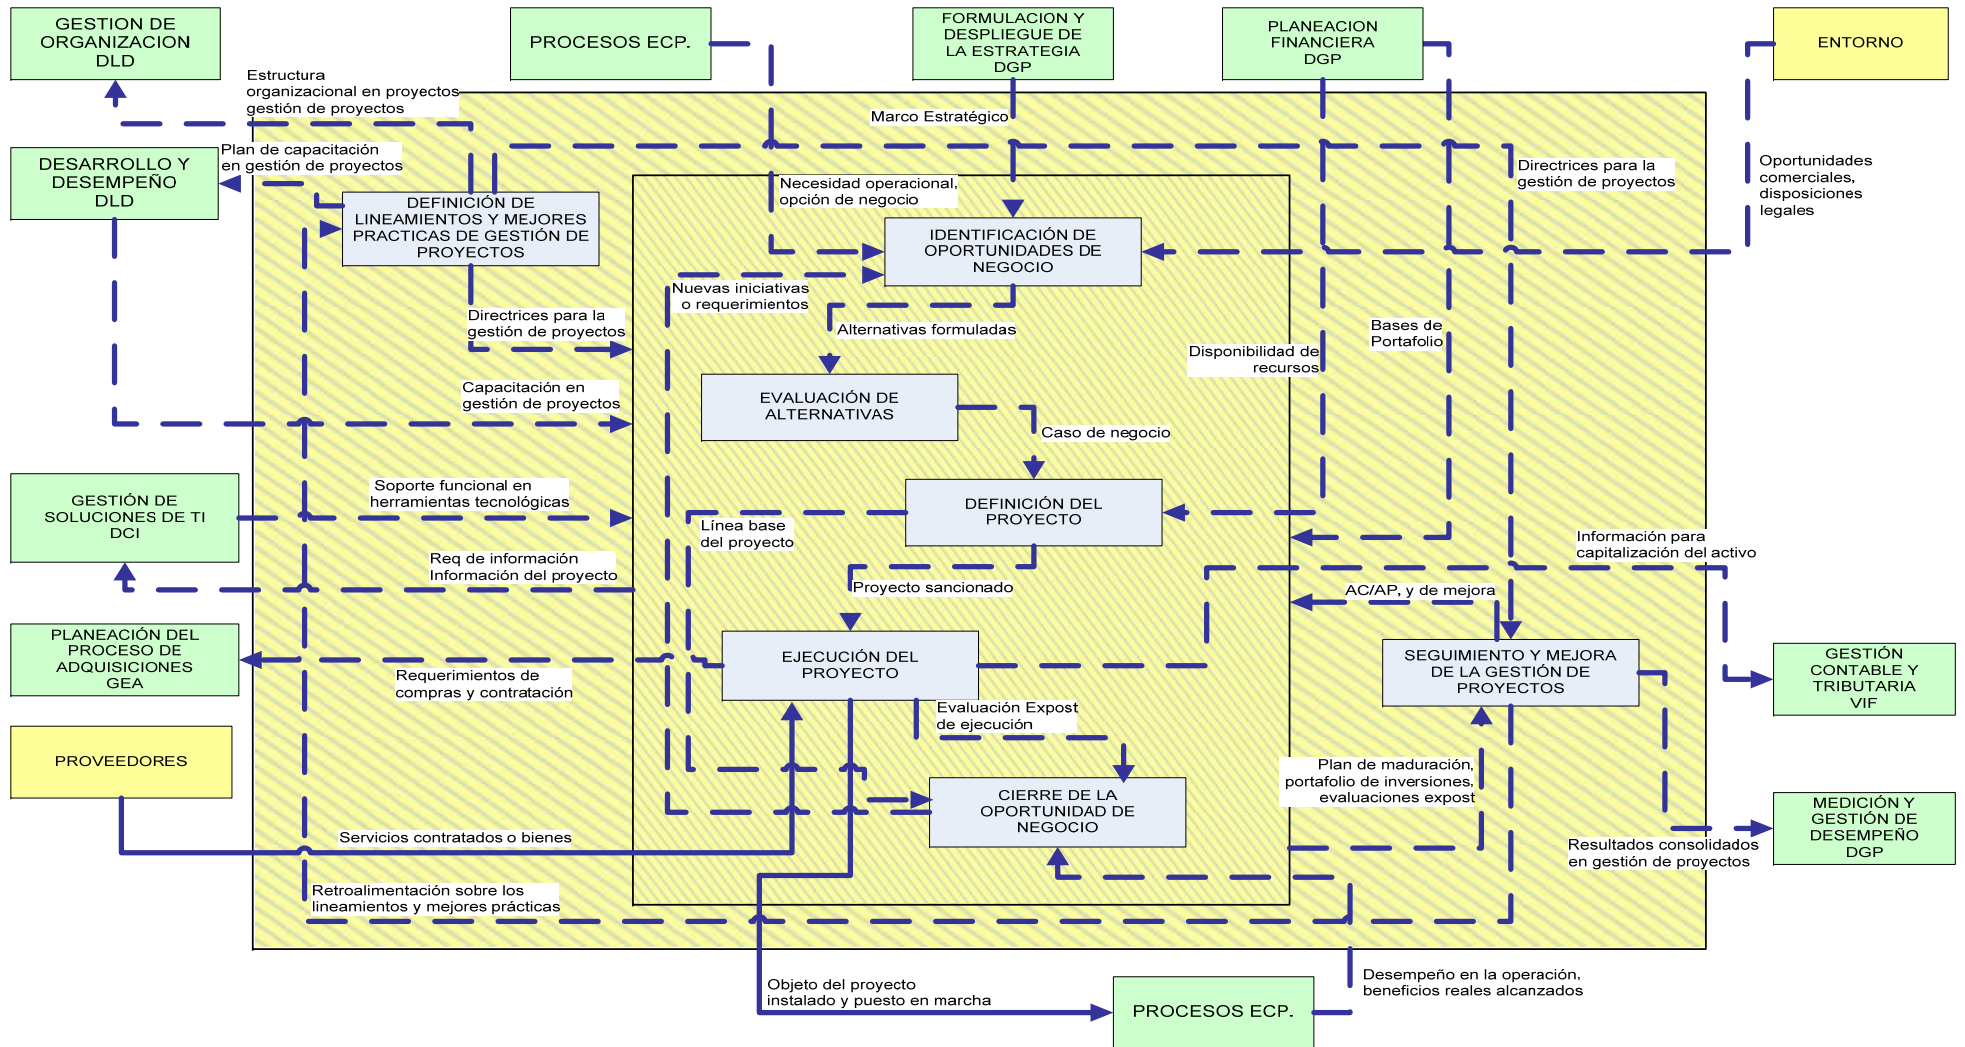 GESTION DE
ORGANIZACION
DLD
PROCESOS ECP.
FORMULACION Y
DESPLIEGUE DE
LA ESTRATEGIA
DGP
PLANEACION
FINANCIERA
DGP
ENTORNO
Estructura
organizacional en proyectos
gestión de proyectos
Marco Estratégico
DESARROLLO Y
DESEMPEÑO
DLD
Plan de capacitación
en gestión de proyectos
Necesidad operacional,
opción de negocio
Directrices para la
gestión de proyectos
Oportunidades
comerciales,
disposiciones
legales
DEFINICIÓN DE
LINEAMIENTOS Y MEJORES
PRACTICAS DE GESTIÓN DE
PROYECTOS
IDENTIFICACIÓN DE
OPORTUNIDADES DE
NEGOCIO
Nuevas iniciativas
o requerimientos
Directrices para la
gestión de proyectos
Alternativas formuladas
Bases de
Portafolio
Disponibilidad de
recursos
Capacitación en
gestión de proyectos
EVALUACIÓN DE
ALTERNATIVAS
Caso de negocio
GESTIÓN DE
SOLUCIONES DE TI
DCI
Soporte funcional en
herramientas tecnológicas
DEFINICIÓN DEL
PROYECTO
Línea base
del proyecto
Información para
capitalización del activo
Req de información
Información del proyecto
Proyecto sancionado
AC/AP, y de mejora
PLANEACIÓN DEL
PROCESO DE
ADQUISICIONES
GEA
Requerimientos de
compras y contratación
EJECUCIÓN DEL
PROYECTO
SEGUIMIENTO Y MEJORA
DE LA GESTIÓN DE
PROYECTOS
GESTIÓN
CONTABLE Y
TRIBUTARIA
VIF
Evaluación Expost
de ejecución
PROVEEDORES
Plan de maduración,
portafolio de inversiones,
evaluaciones expost
CIERRE DE LA
OPORTUNIDAD DE
NEGOCIO
MEDICIÓN Y
GESTIÓN DE
DESEMPEÑO
DGP
Servicios contratados o bienes
Resultados consolidados
en gestión de proyectos
Retroalimentación sobre los
lineamientos y mejores prácticas
Objeto del proyecto
instalado y puesto en marcha
PROCESOS ECP.
Desempeño en la operación,
beneficios reales alcanzados